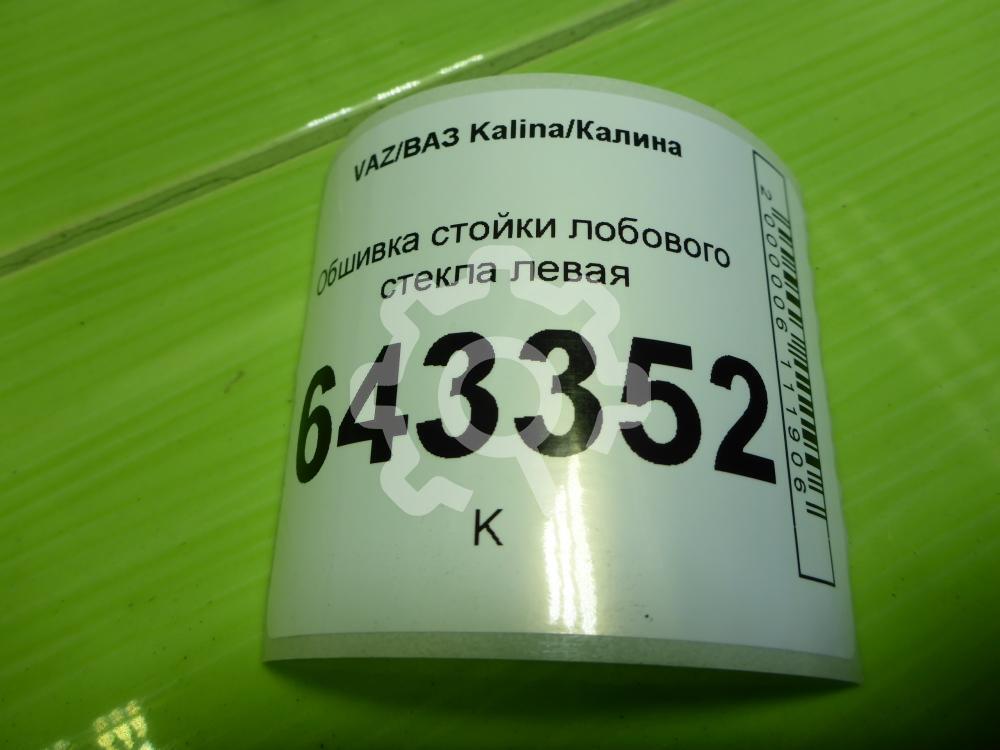 VAZ/ВАЗ Kalina/Калина
Обшивка стойки лобового
стекла левая
643352
K
2000006111906